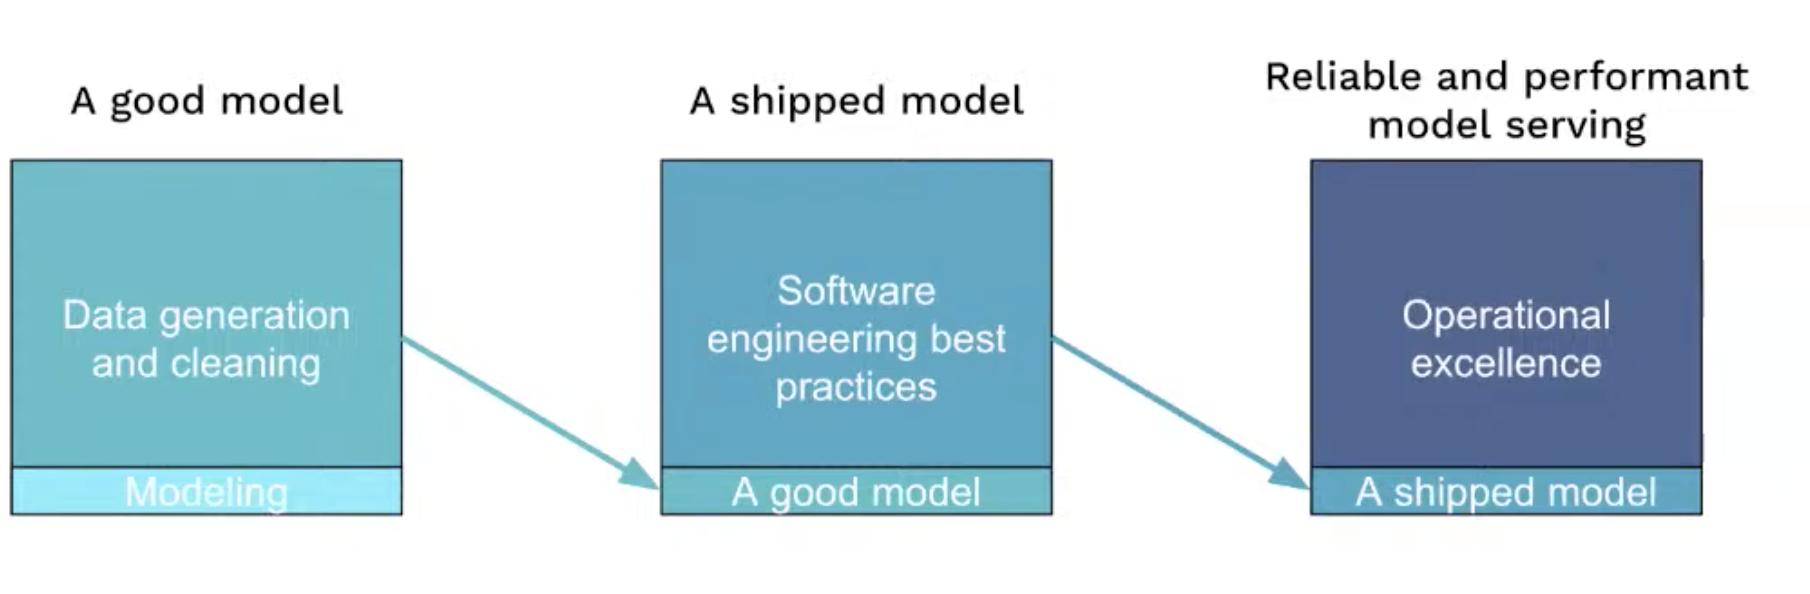 A good model
Data generation
and cleaning
Modeling
A shipped model
Software
engineering best
practices
A good model
Reliable and performant
model serving
Operational
excellence
A shipped model